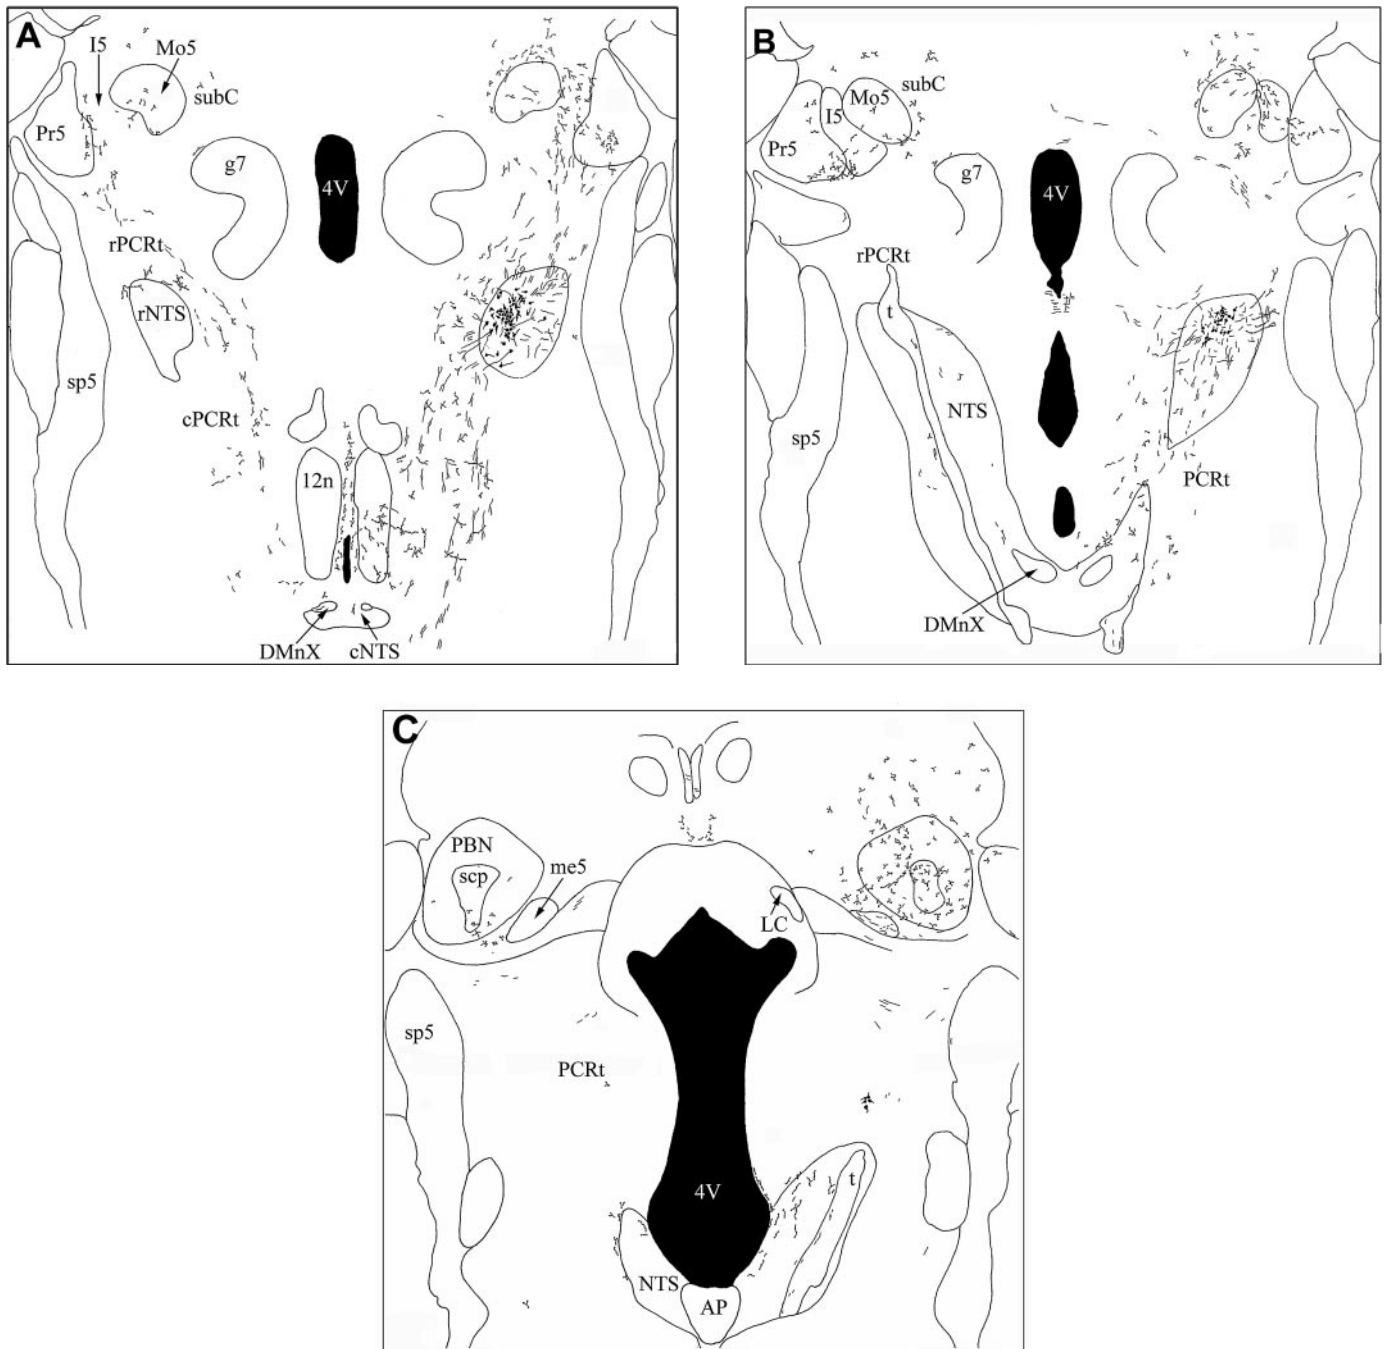 A
I5
Mo5
subC
Pr5
g7
4V
rPCRt
rNTS
sp5
cPCRt
12n
DMnX
cNTS
B
Mo5
subC
I5
Pr5
g7
4V
rPCRt
t
NTS
sp5
PCRt
DMnX
C
PBN
scp
me5
LC
sp5
PCRt
4V
t
NTS
AP